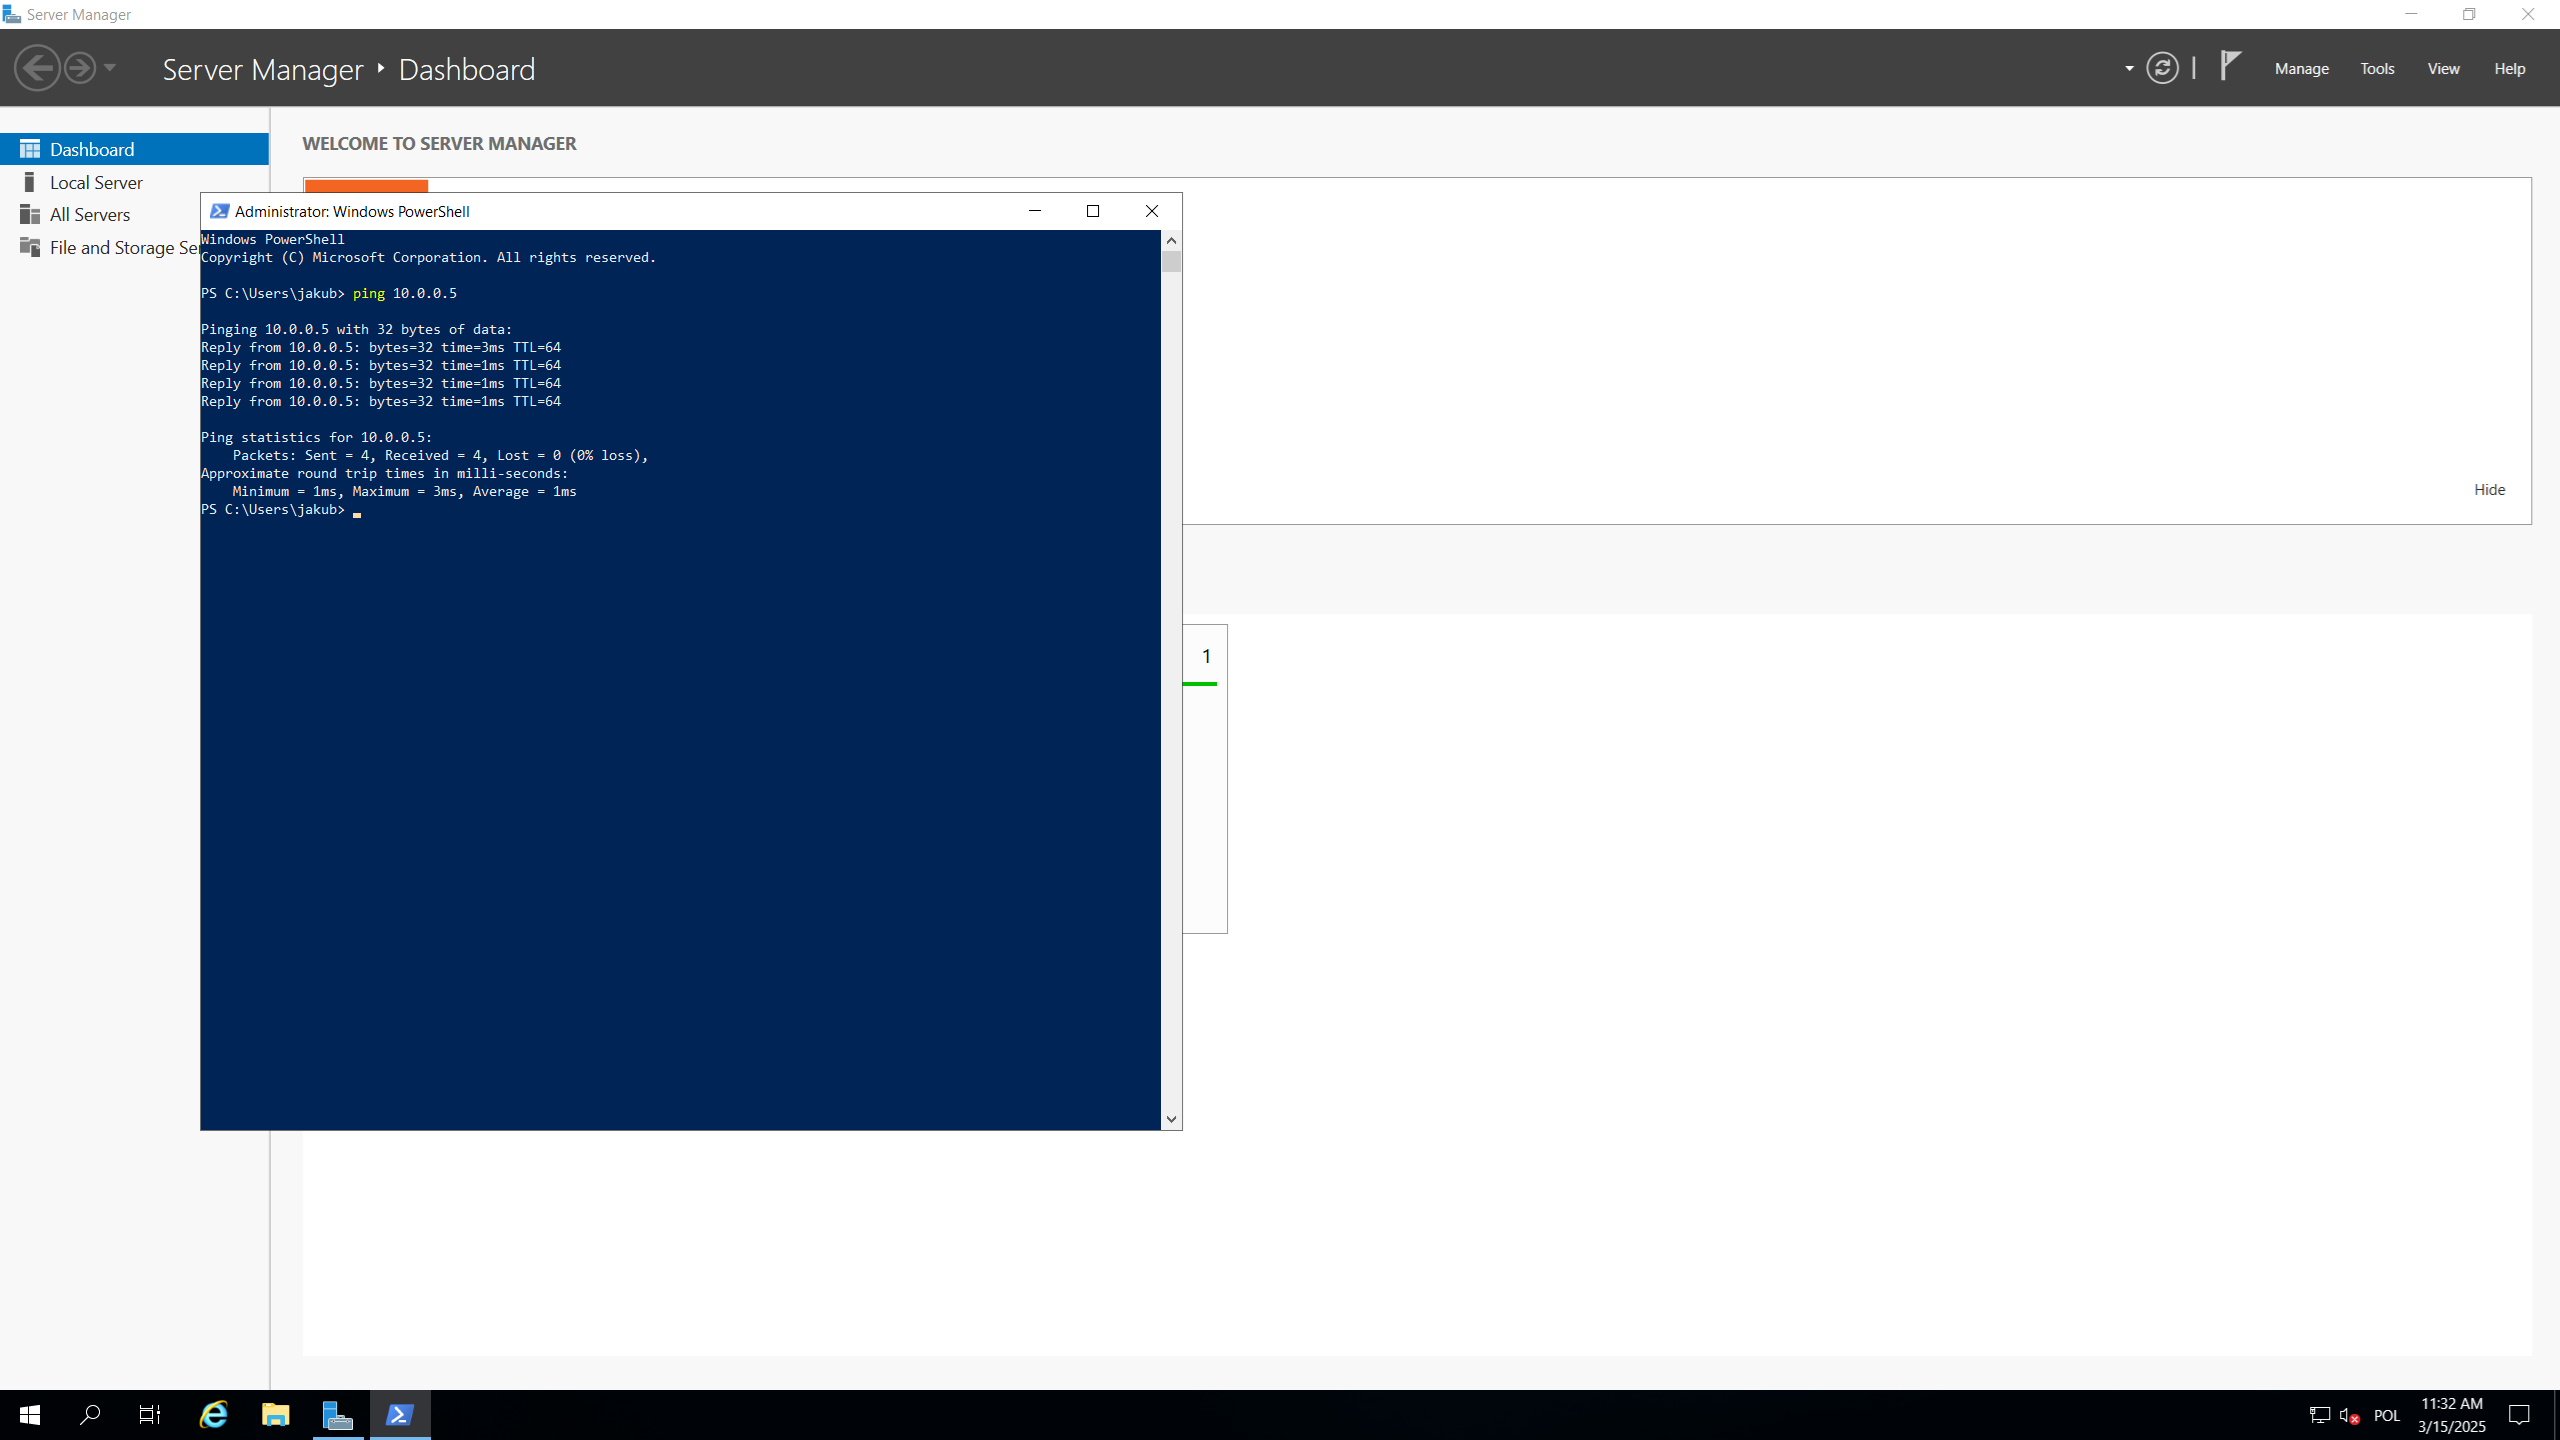 Server Manager
Server Manager ‣ Dashboard
Manage Tools View Help
Dashboard
Local Server
All Servers
File and Storage Se
WELCOME TO SERVER MANAGER
Administrator: Windows PowerShell
Windows PowerShell
Copyright (C) Microsoft Corporation. All rights reserved.
PS C:\Users\jakub> ping 10.0.0.5
Pinging 10.0.0.5 with 32 bytes of data:
Reply from 10.0.0.5: bytes=32 time=3ms TTL=64
Reply from 10.0.0.5: bytes=32 time=1ms TTL=64
Reply from 10.0.0.5: bytes=32 time=1ms TTL=64
Reply from 10.0.0.5: bytes=32 time=1ms TTL=64
Ping statistics for 10.0.0.5:
    Packets: Sent = 4, Received = 4, Lost = 0 (0% loss),
Approximate round trip times in milli-seconds:
    Minimum = 1ms, Maximum = 3ms, Average = 1ms
PS C:\Users\jakub>
Hide
1
POL
11:32 AM
3/15/2025